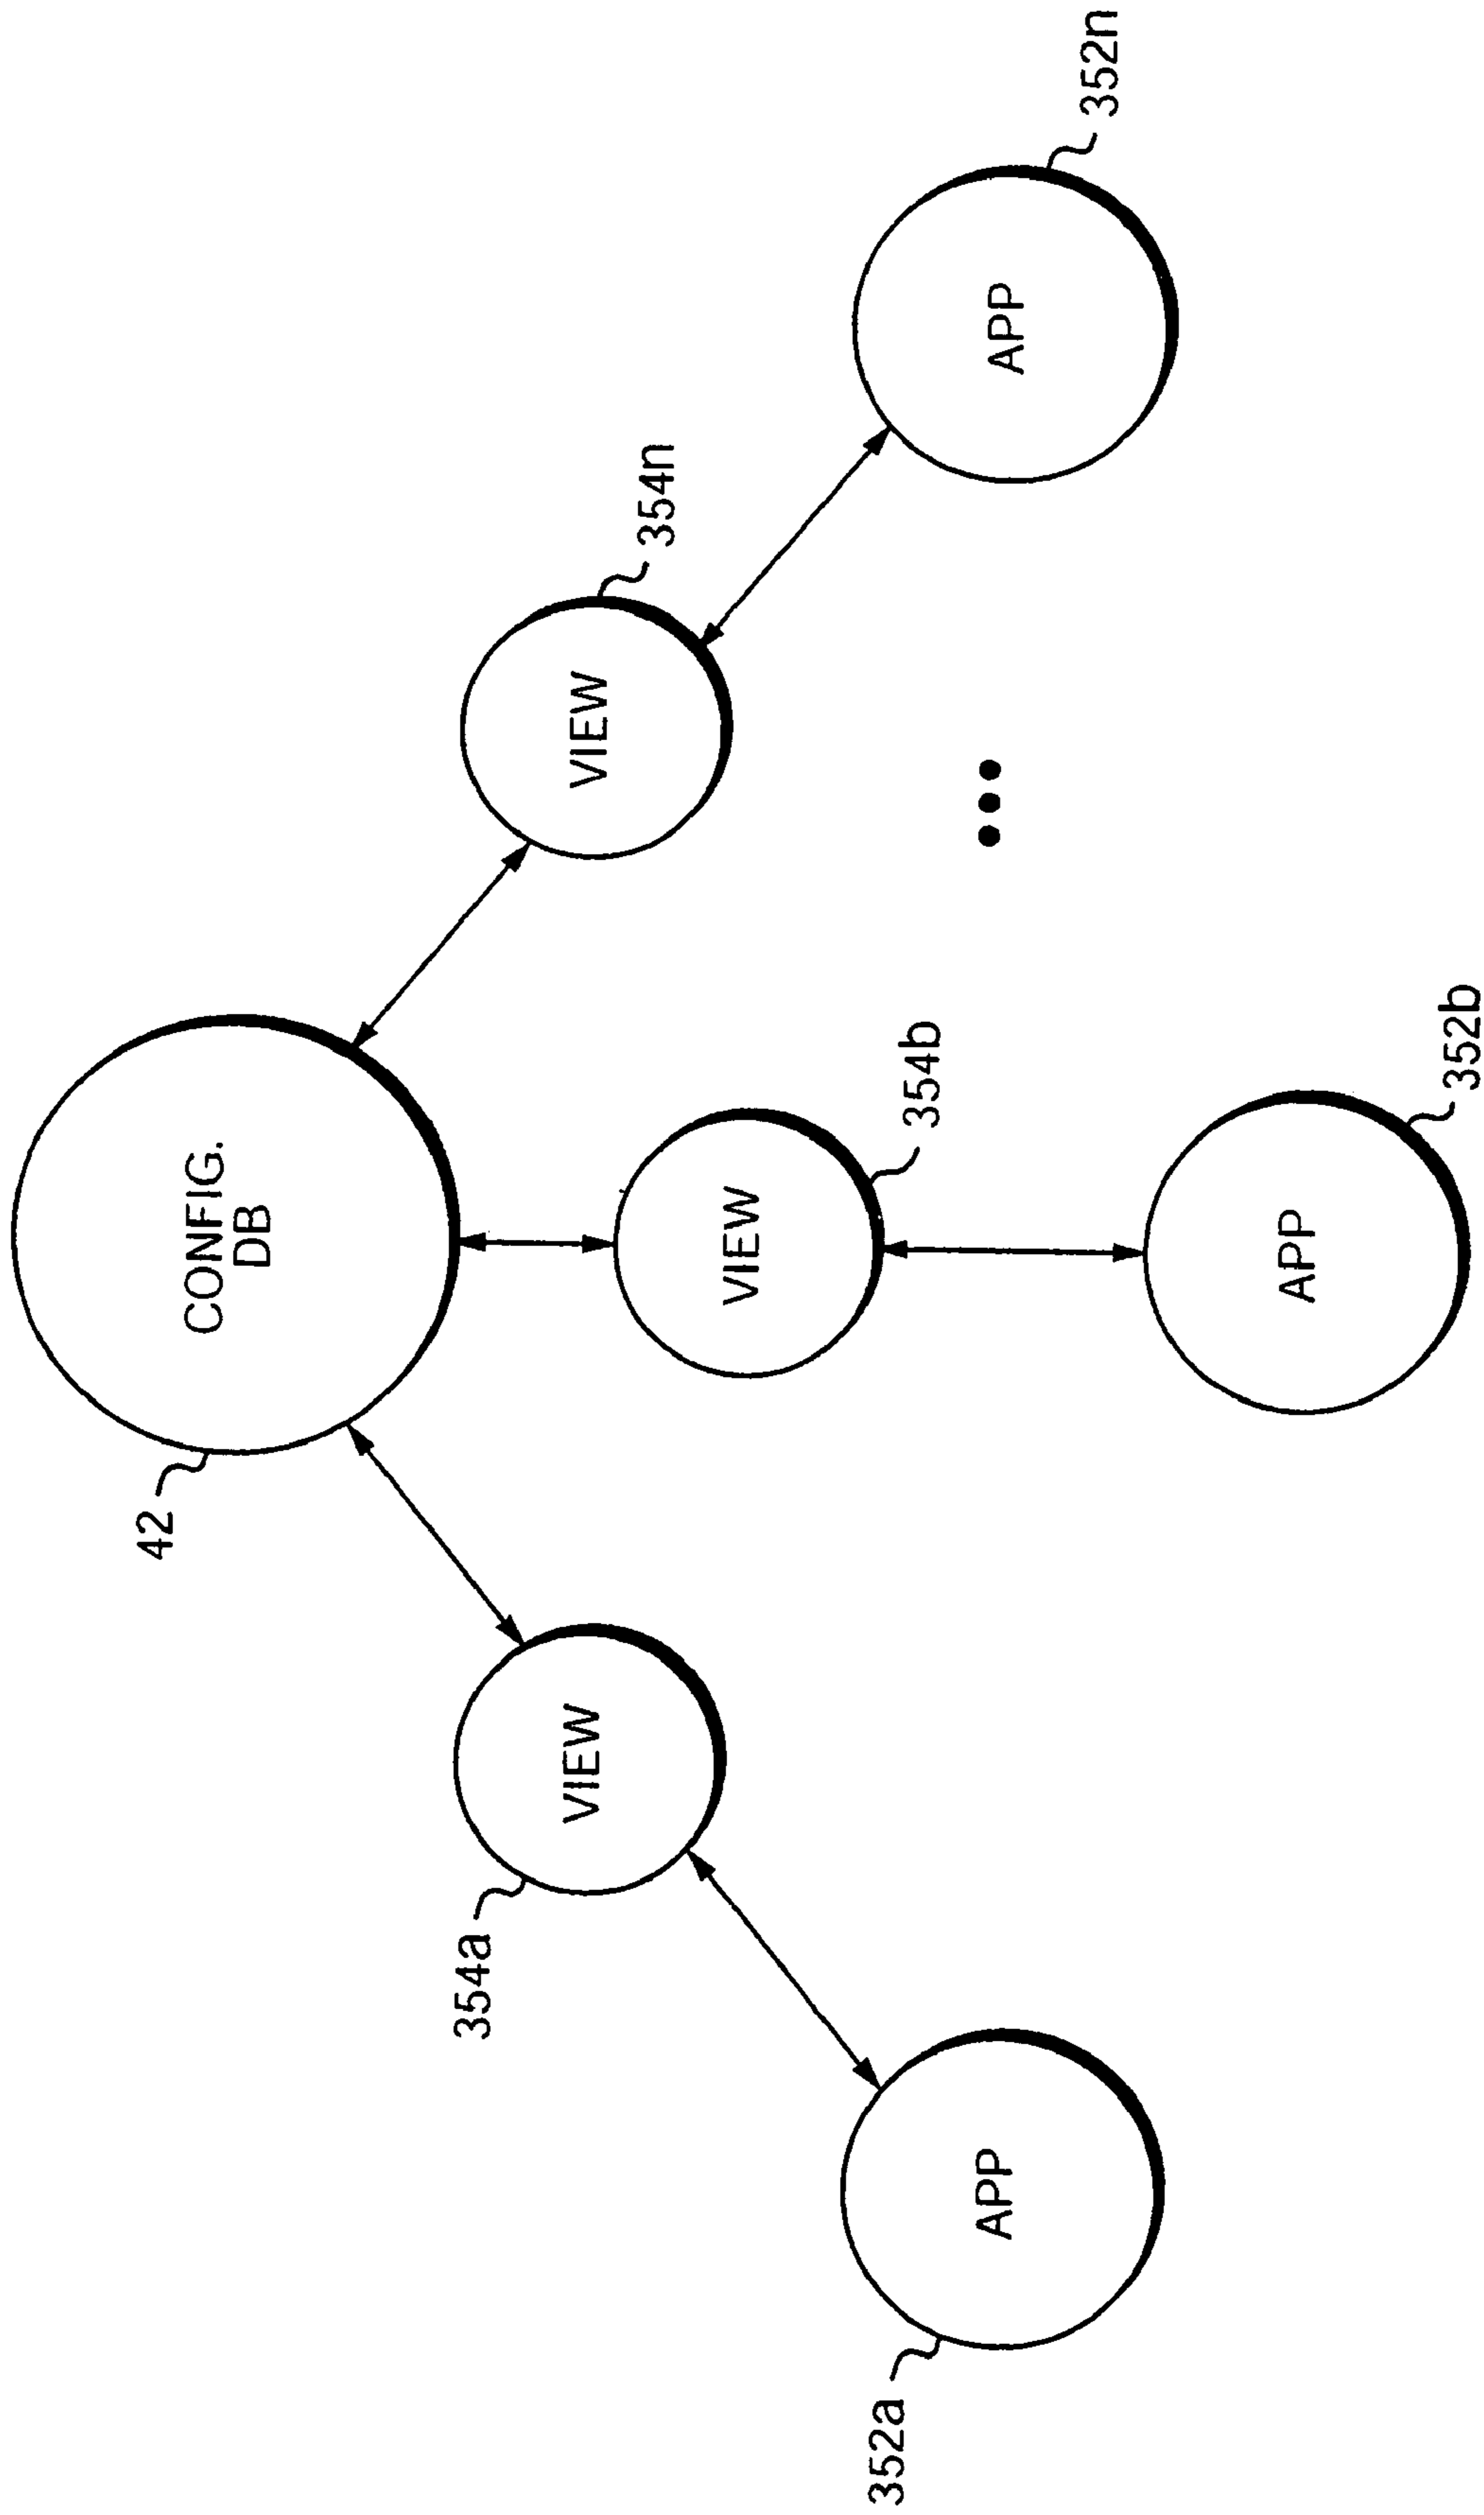 42
CONFIG.
DB
354a
VIEW
VIEW
354n
VIEW
354b
352a
APP
APP
352n
APP
352b